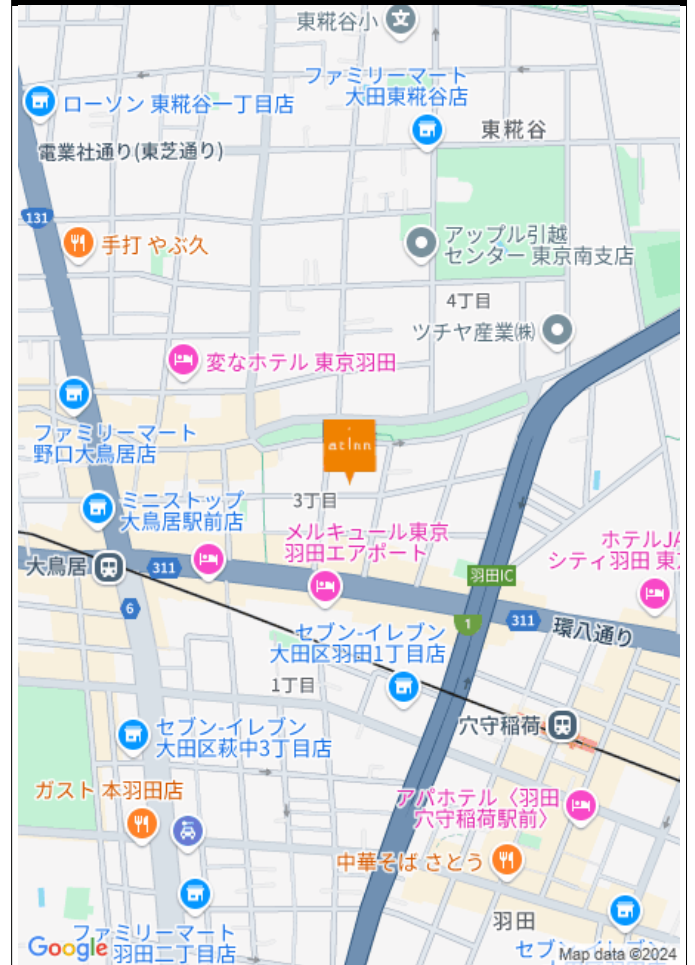 東糀谷小
ファミリーマート
大田東糀谷店
ローソン 東糀谷一丁目店
東糀谷
電業社通り(東芝通り)
131
手打 やぶ久
アップル引越
センター 東京南支店
4丁目
ツチヤ産業㈱
変なホテル 東京羽田
ファミリーマート
野口大鳥居店
atinn
3丁目
ミニストップ
大鳥居駅前店
メルキュール東京
羽田エアポート
ホテルJA
シティ羽田 東
大鳥居
311
羽田IC
6
1
311
環八通り
セブン-イレブン
大田区羽田1丁目店
1丁目
穴守稲荷
セブン-イレブン
大田区萩中3丁目店
ガスト 本羽田店
アパホテル〈羽田
穴守稲荷駅前〉
中華そば さとう
羽田
ファミリーマート
羽田二丁目店
Google
セブ
Map data ©2024